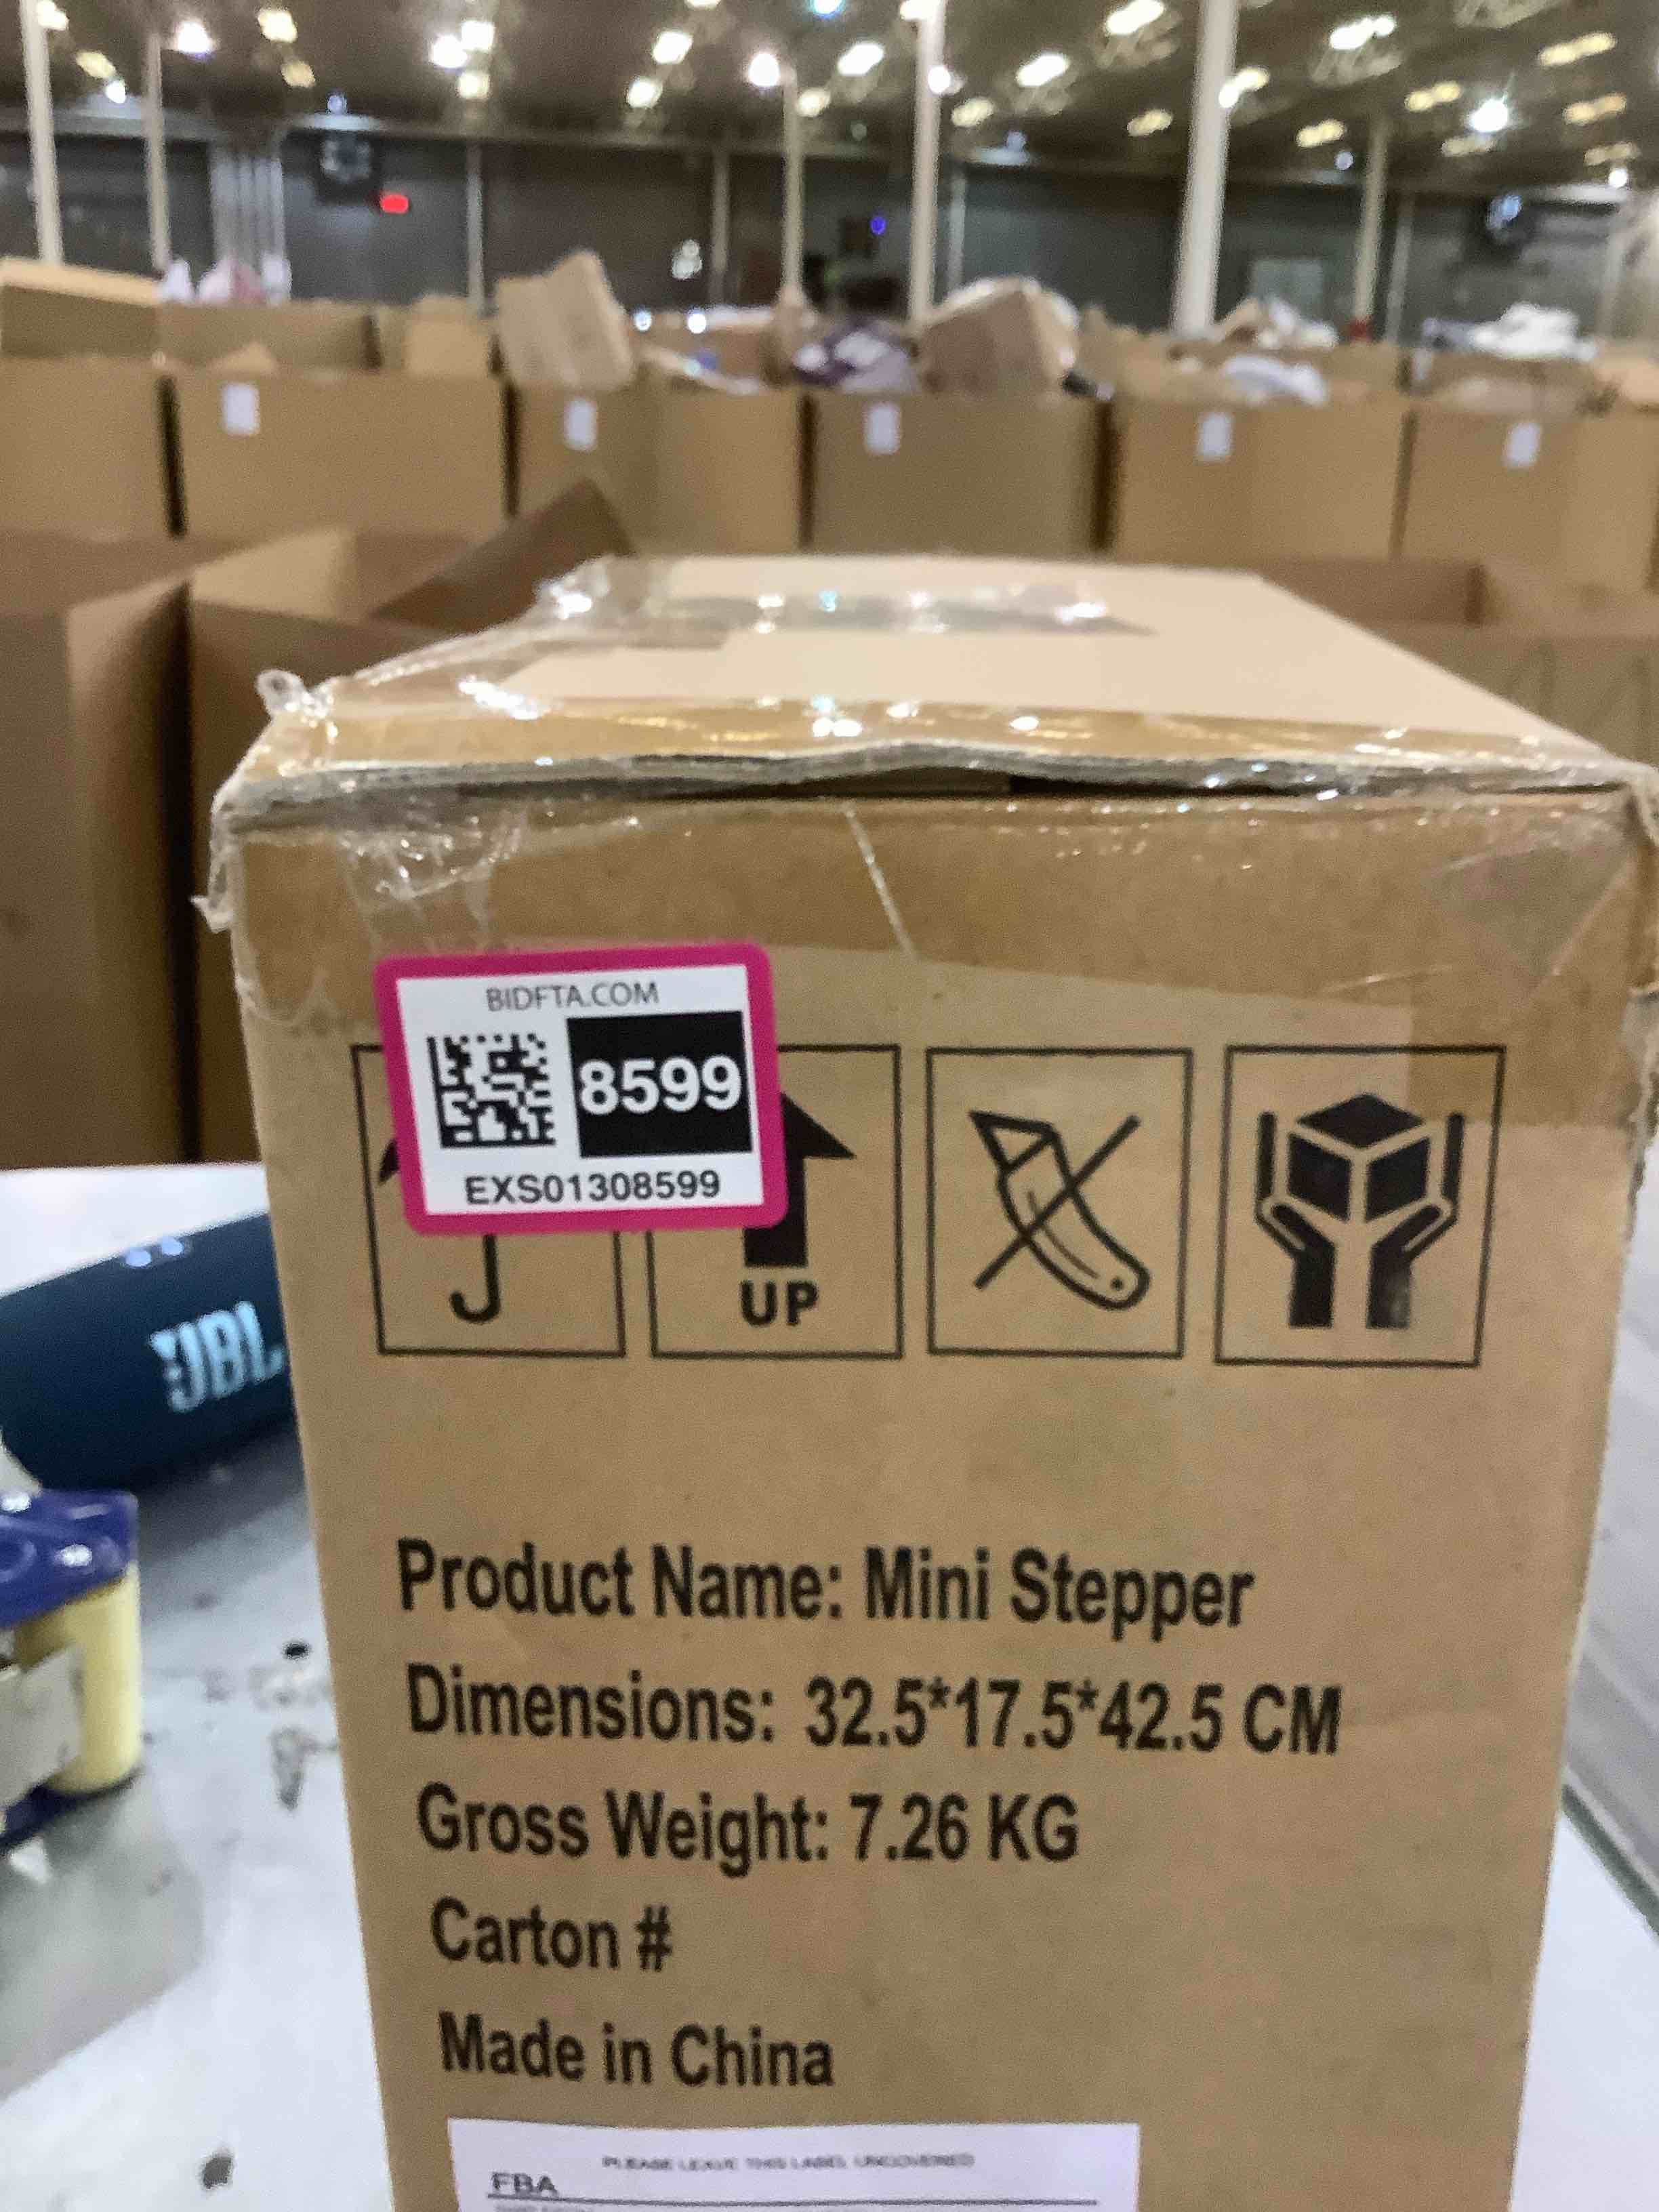 BIDFTA.COM
8599
EXS01308599
UP
JBL
Product Name: Mini Stepper
Dimensions: 32.5*17.5*42.5 CM
Gross Weight: 7.26 KG
Carton #
Made in China
PLEASE LEAVE THIS LABEL UNCOVERED
FBA